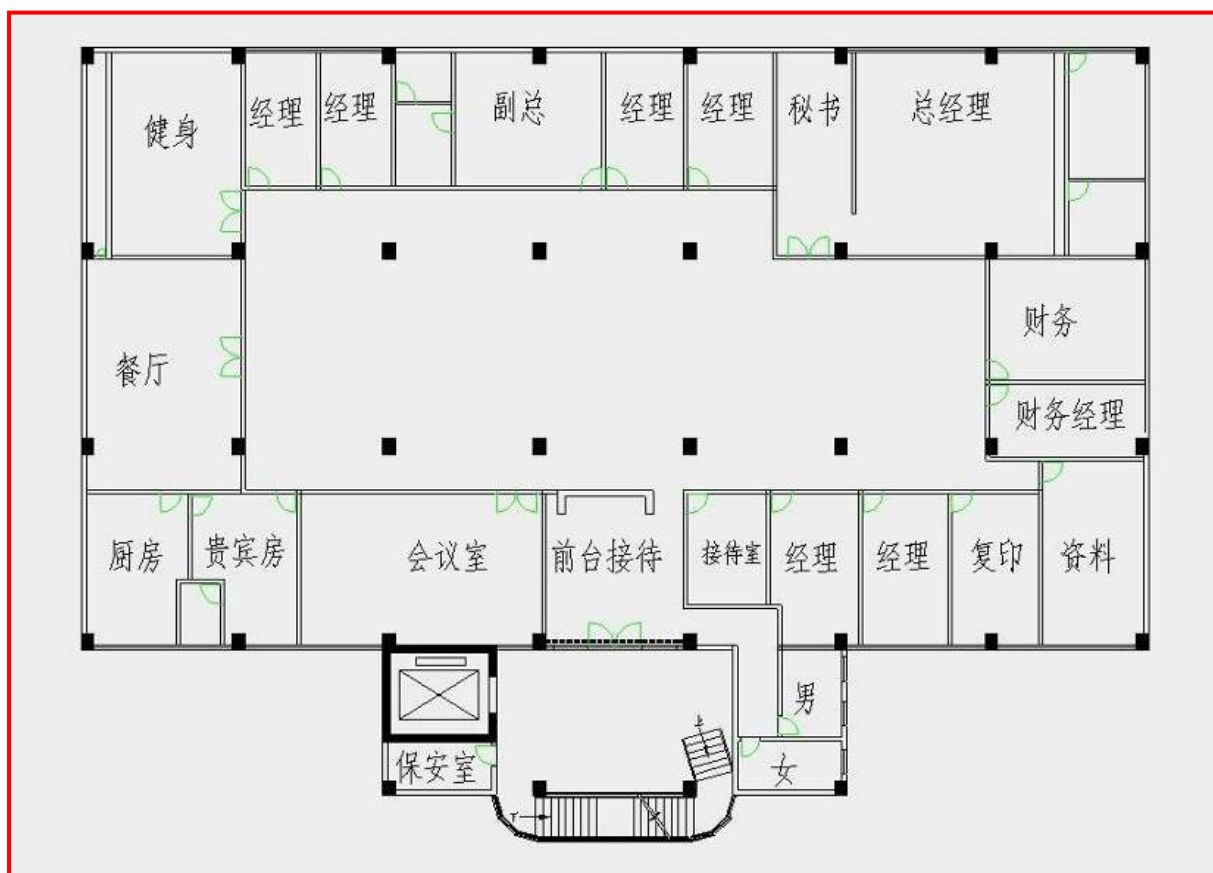 健身
经理
经理
副总
经理
经理
秘书
总经理
餐厅
财务
财务经理
厨房
贵宾房
会议室
前台接待
接待室
经理
经理
复印
资料
男
上
保安室
女
下